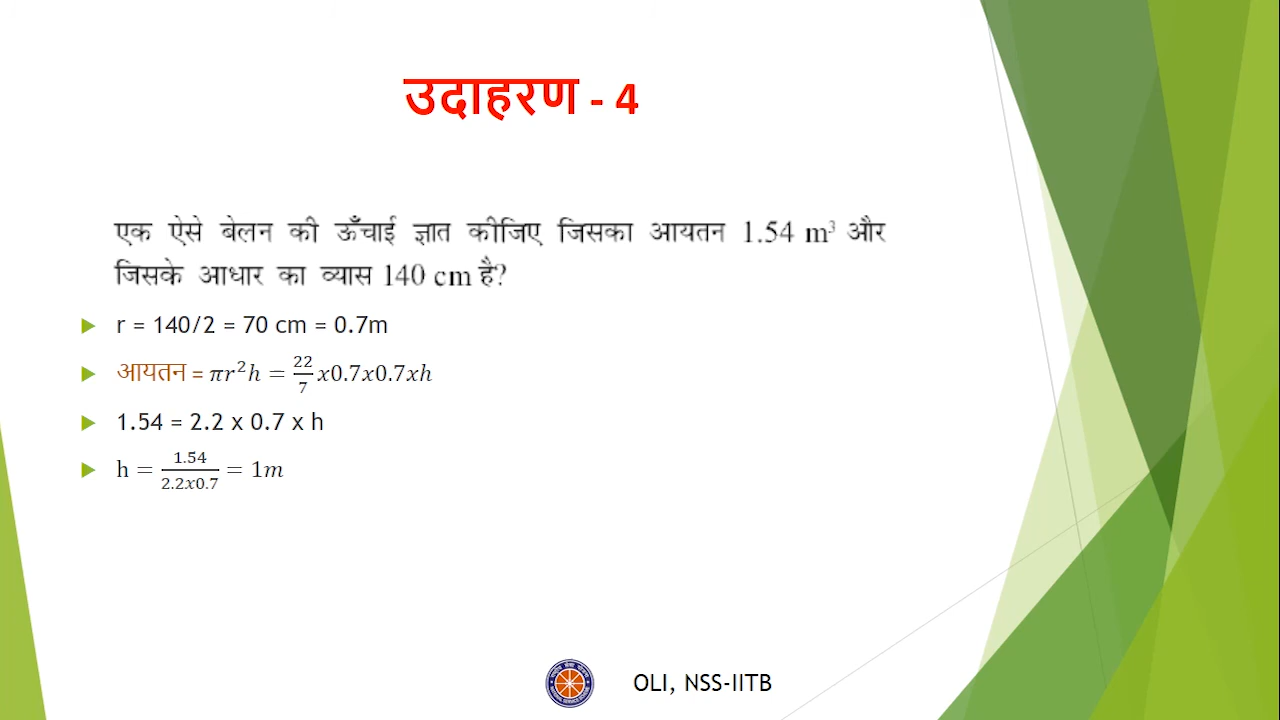 उदाहरण - 4
एक ऐसे बेलन की ऊँचाई ज्ञात कीजिए जिसका आयतन 1.54 m³ और
जिसके आधार का व्यास 140 cm है?
r = 140/2 = 70 cm = 0.7m
आयतन = πr²h = 22/7 x0.7x0.7xh
1.54 = 2.2 x 0.7 x h
h = 1.54/2.2x0.7 = 1m
OLI, NSS-IITB